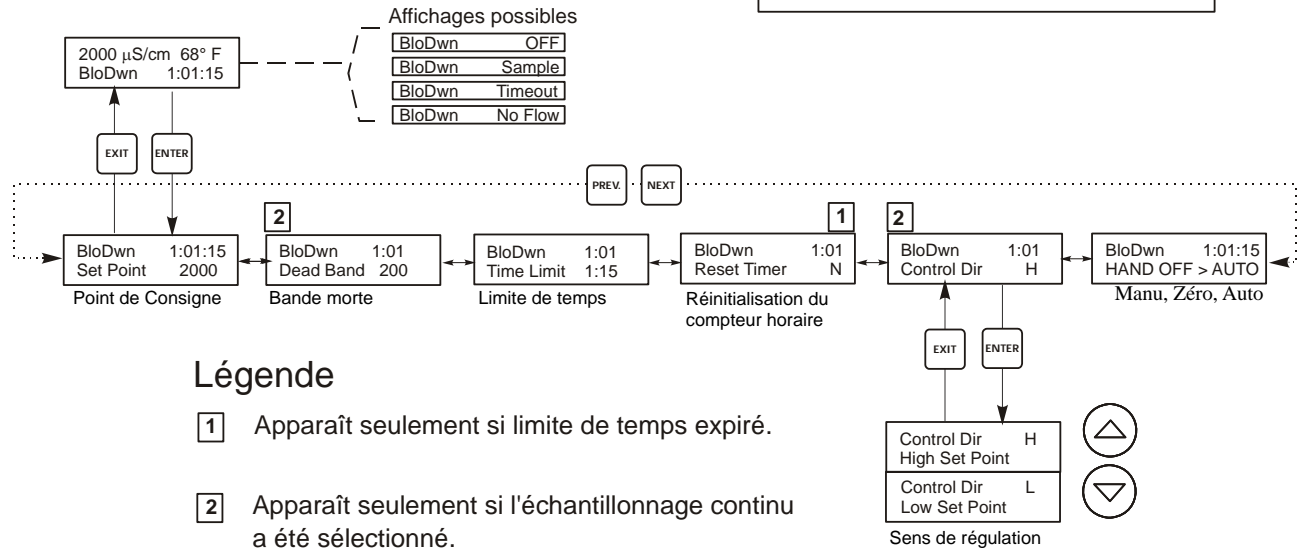 Affichages possibles
2000 µS/cm 68° F
BloDwn 1:01:15
BloDwn OFF
BloDwn Sample
BloDwn Timeout
BloDwn No Flow
EXIT
ENTER
PREV.
NEXT
2
1
2
BloDwn 1:01:15
Set Point 2000
Point de Consigne
BloDwn 1:01
Dead Band 200
Bande morte
BloDwn 1:01
Time Limit 1:15
Limite de temps
BloDwn 1:01
Reset Timer N
Réinitialisation du
compteur horaire
BloDwn 1:01
Control Dir H
BloDwn 1:01:15
HAND OFF > AUTO
Manu, Zéro, Auto
EXIT
ENTER
Control Dir H
High Set Point
Control Dir L
Low Set Point
Sens de régulation
Légende
1 Apparaît seulement si limite de temps expiré.
2 Apparaît seulement si l'échantillonnage continu
a été sélectionné.